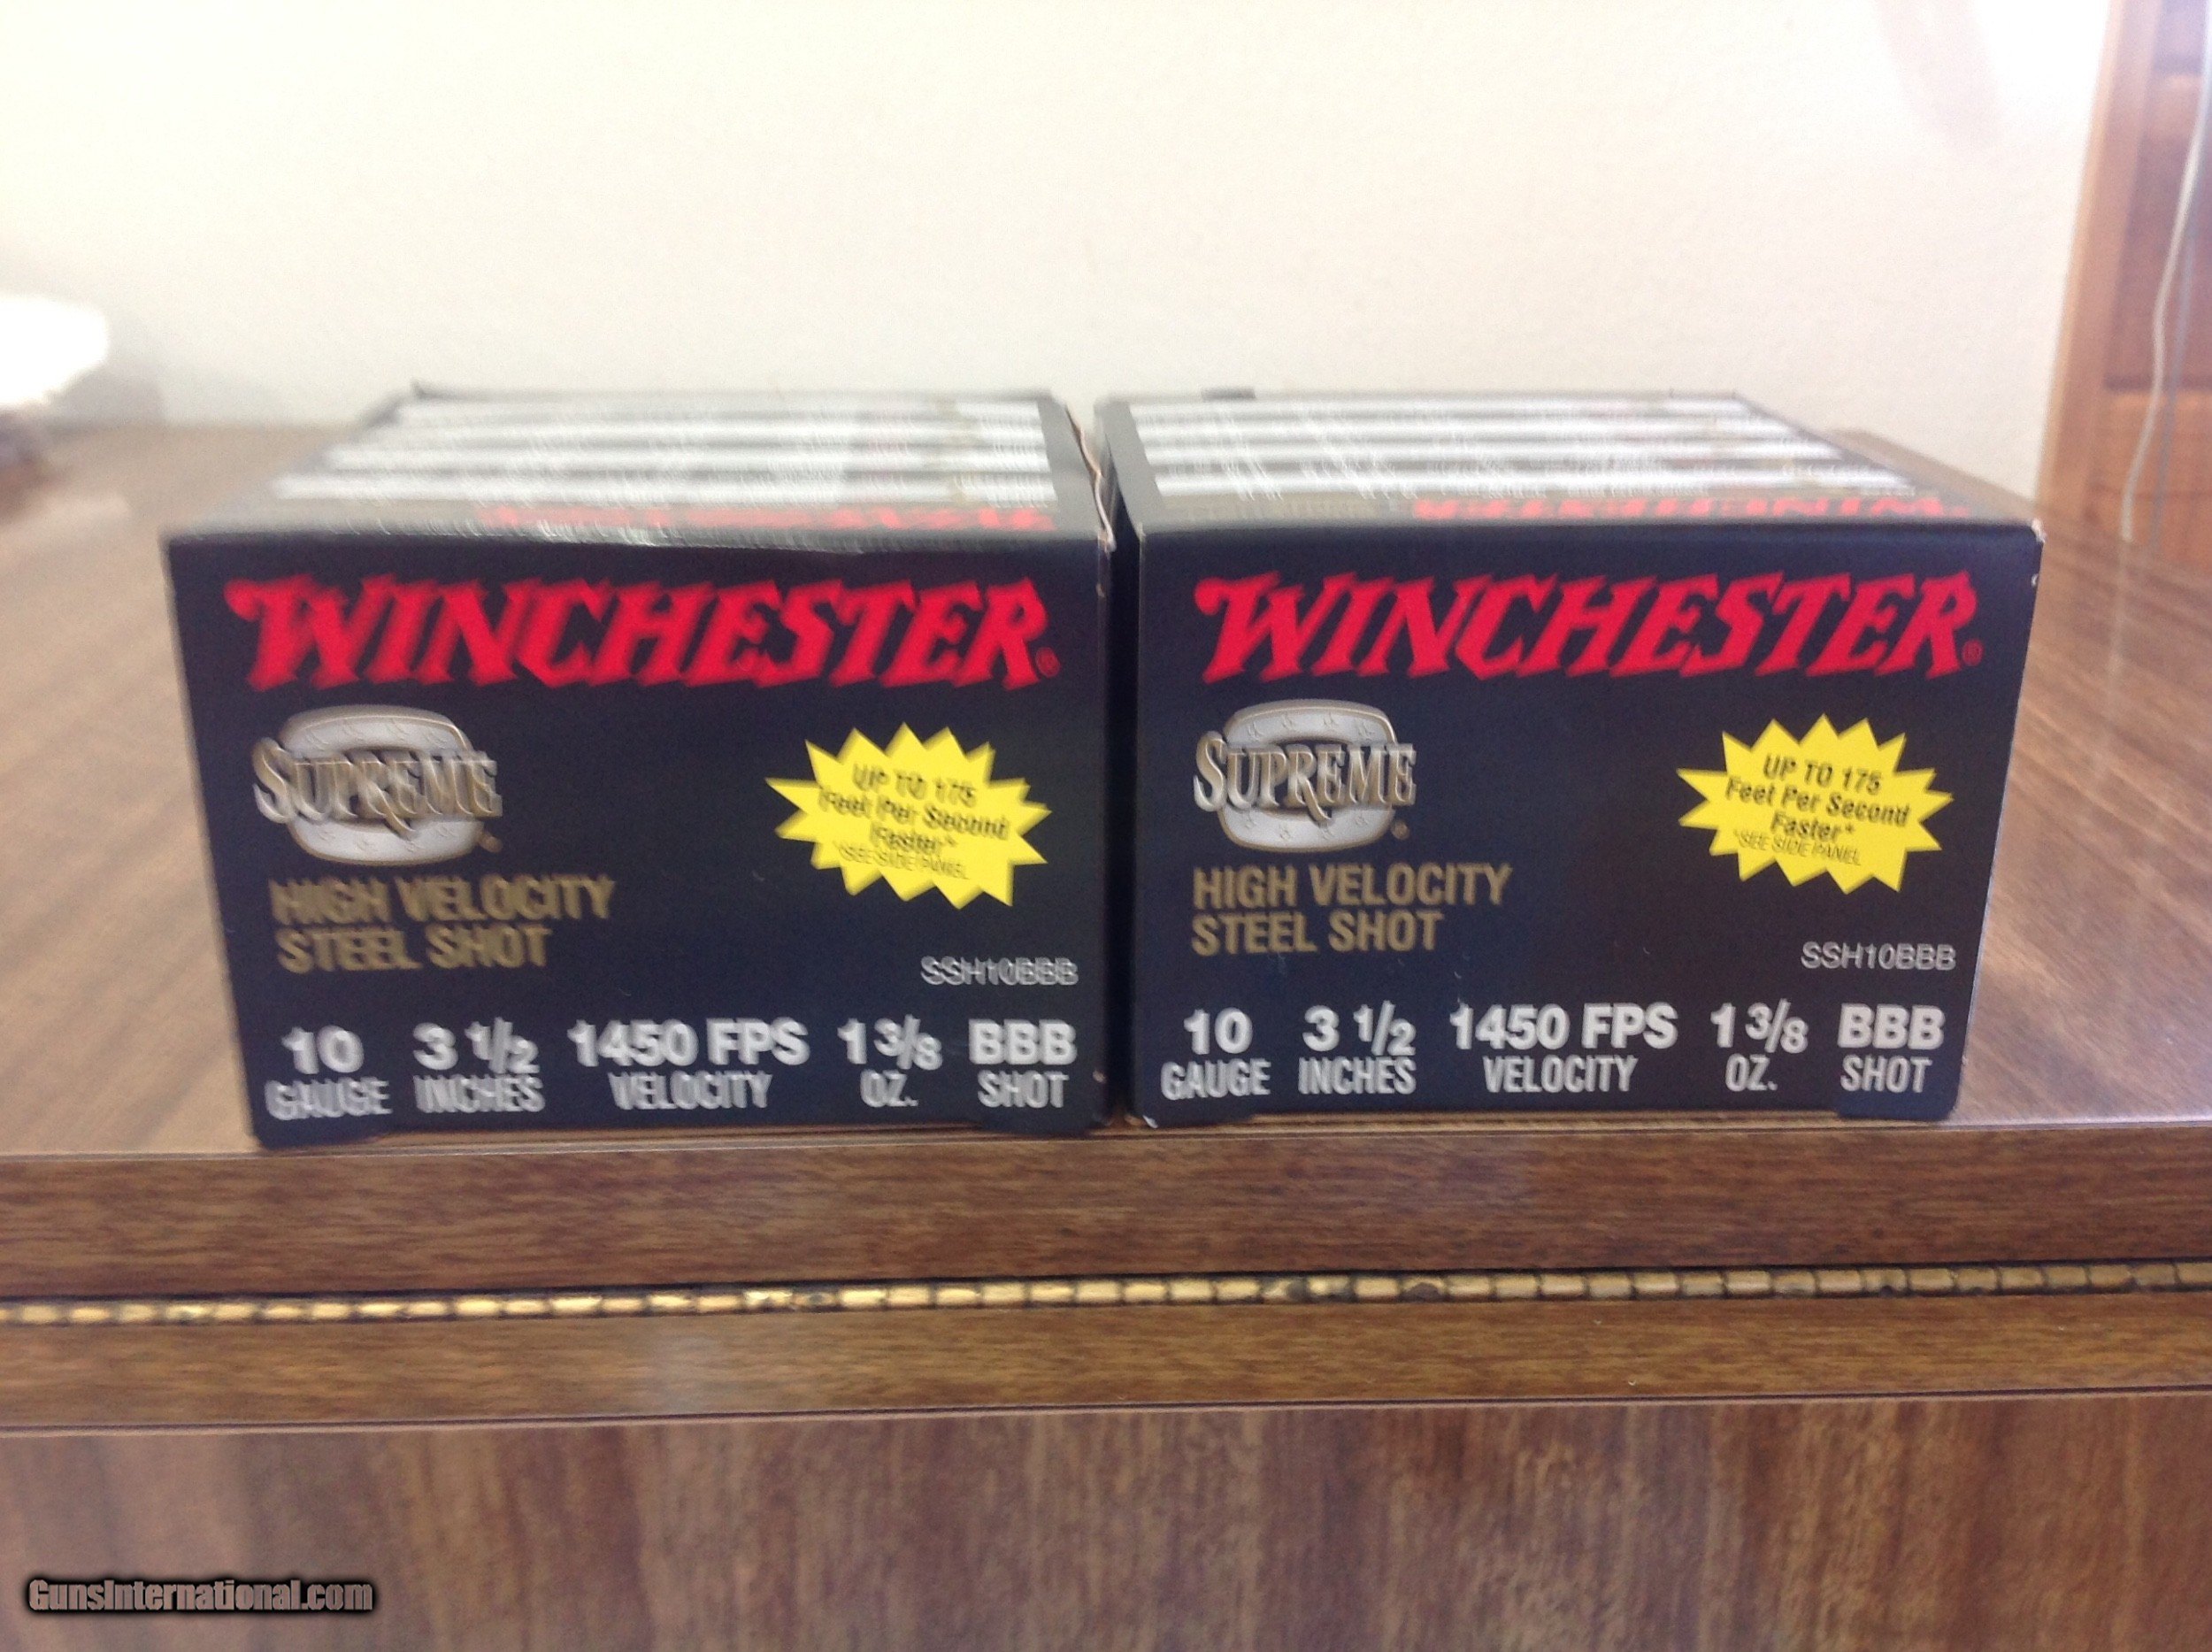 WINCHESTER®
SUPREME®
UP TO 175
Feet Per Second
Faster*
*SEE SIDE PANEL
HIGH VELOCITY
STEEL SHOT
SSH10BBB
10 3 1/2 1450 FPS 1 3/8 BBB
GAUGE INCHES VELOCITY OZ. SHOT
WINCHESTER
WINCHESTER®
SUPREME®
UP TO 175
Feet Per Second
Faster*
*SEE SIDE PANEL
HIGH VELOCITY
STEEL SHOT
SSH10BBB
10 3 1/2 1450 FPS 1 3/8 BBB
GAUGE INCHES VELOCITY OZ. SHOT
GunsInternational.com